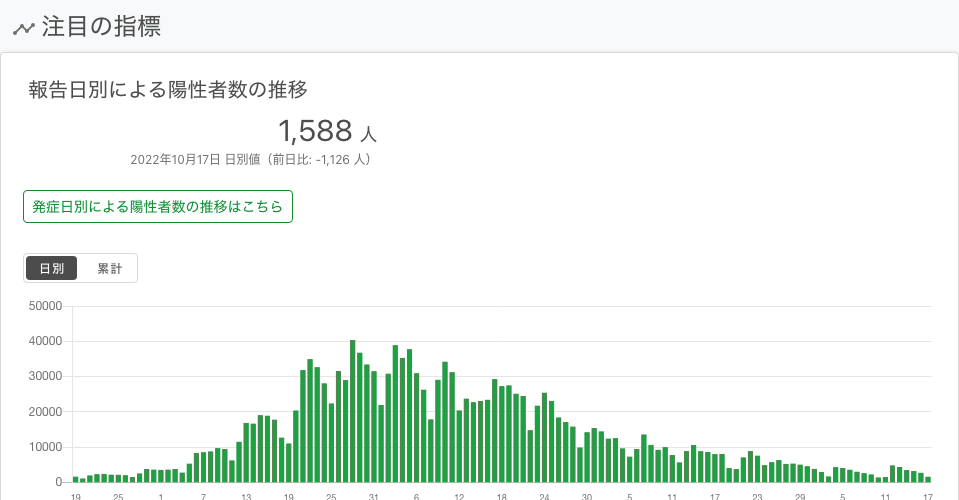 注目の指標
報告日別による陽性者数の推移
1,588 人
2022年10月17日 日別値（前日比: -1,126 人）
発症日別による陽性者数の推移はこちら
日別 累計
50000
40000
30000
20000
10000
0
19 25 1 7 13 19 25 31 6 12 18 24 30 5 11 17 23 29 5 11 17